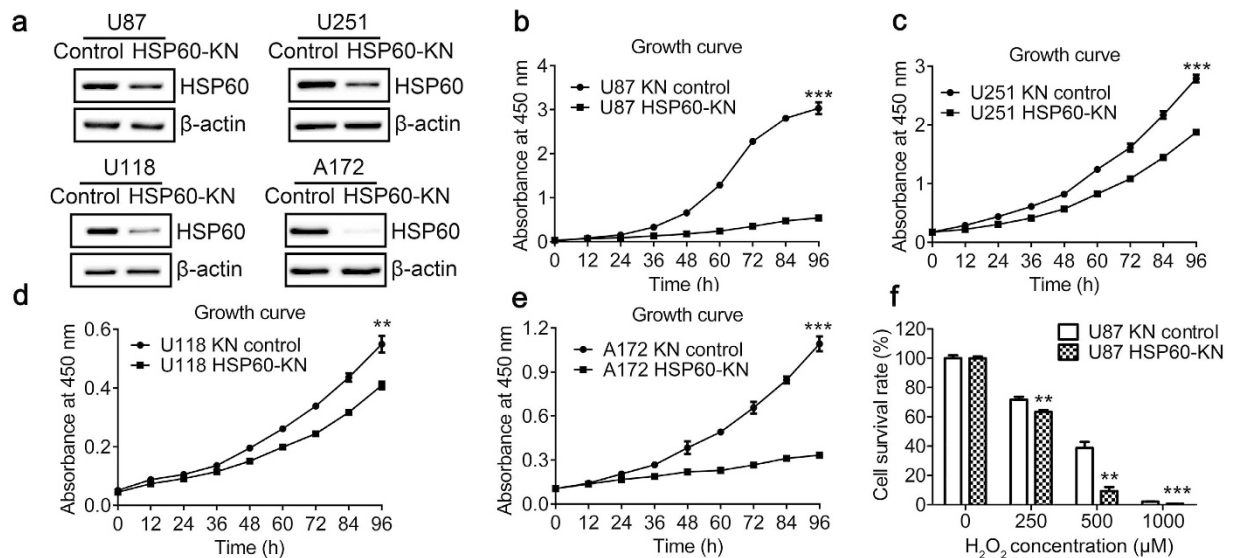 a
U87
Control HSP60-KN
HSP60
β-actin
U251
Control HSP60-KN
HSP60
β-actin
U118
Control HSP60-KN
HSP60
β-actin
A172
Control HSP60-KN
HSP60
β-actin
b
Growth curve
U87 KN control
U87 HSP60-KN
***
Absorbance at 450 nm
4
3
2
1
0
0 12 24 36 48 60 72 84 96
Time (h)
c
Growth curve
U251 KN control
U251 HSP60-KN
***
Absorbance at 450 nm
3
2
1
0
0 12 24 36 48 60 72 84 96
Time (h)
d
Growth curve
U118 KN control
U118 HSP60-KN
**
Absorbance at 450 nm
0.6
0.4
0.2
0.0
0 12 24 36 48 60 72 84 96
Time (h)
e
Growth curve
A172 KN control
A172 HSP60-KN
***
Absorbance at 450 nm
1.2
0.9
0.6
0.3
0.0
0 12 24 36 48 60 72 84 96
Time (h)
f
U87 KN control
U87 HSP60-KN
Cell survival rate (%)
120
100
80
60
40
20
0
**
**
***
0 250 500 1000
H₂O₂ concentration (μM)